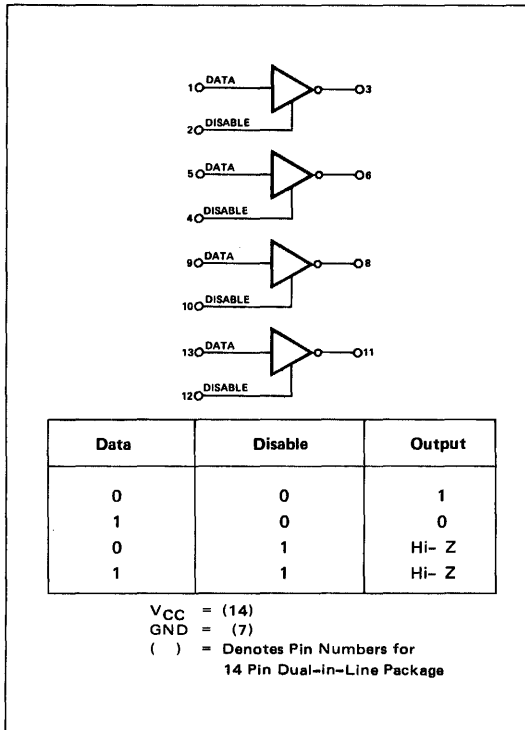 DATA
1 3
DISABLE
2
DATA
5 6
DISABLE
4
DATA
9 8
DISABLE
10
DATA
13 11
DISABLE
12
Data Disable Output
0 0 1
1 0 0
0 1 Hi- Z
1 1 Hi- Z
VCC = (14)
GND = (7)
( ) = Denotes Pin Numbers for
14 Pin Dual-in-Line Package